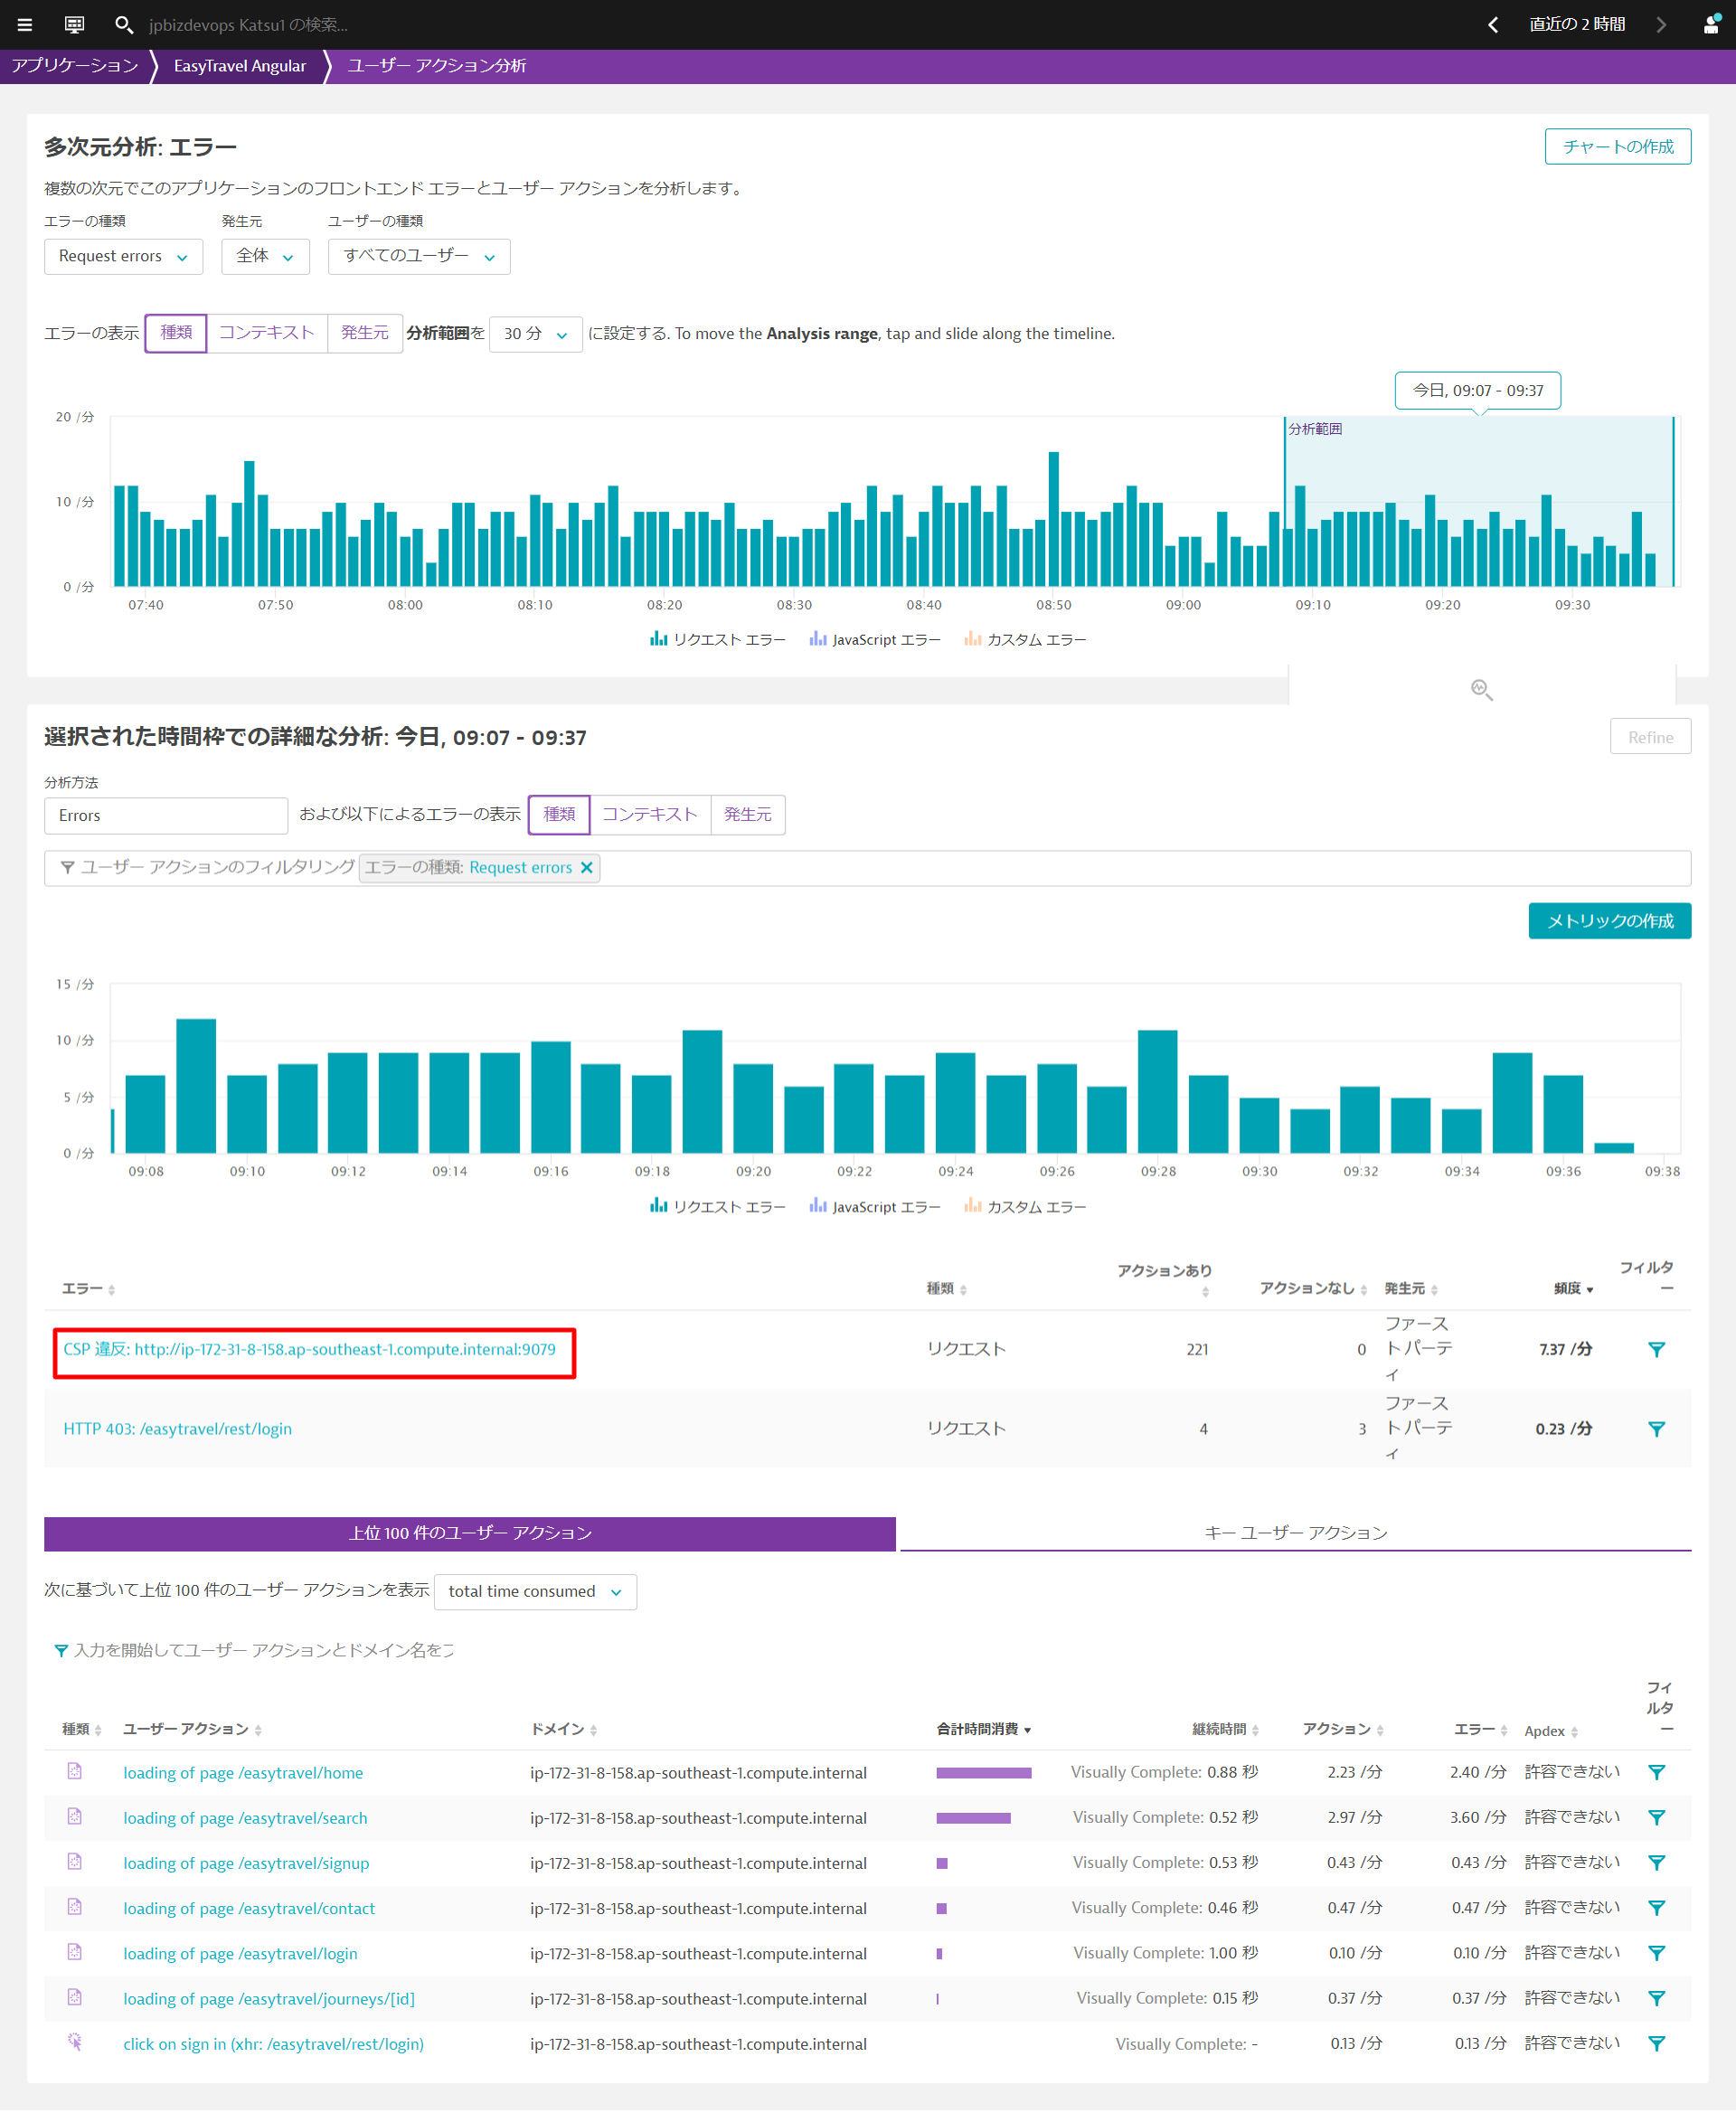 jpbizdevops Katsu1 の検索...
直近の 2 時間
アプリケーション
EasyTravel Angular
ユーザー アクション分析
多次元分析: エラー
チャートの作成
複数の次元でこのアプリケーションのフロントエンド エラーとユーザー アクションを分析します。
エラーの種類 発生元 ユーザーの種類
Request errors 全体 すべてのユーザー
エラーの表示 種類 コンテキスト 発生元 分析範囲を 30 分 に設定する. To move the Analysis range, tap and slide along the timeline.
今日, 09:07 - 09:37
20 /分
分析範囲
10 /分
0 /分
07:40 07:50 08:00 08:10 08:20 08:30 08:40 08:50 09:00 09:10 09:20 09:30
リクエスト エラー JavaScript エラー カスタム エラー
選択された時間枠での詳細な分析: 今日, 09:07 - 09:37
Refine
分析方法
Errors および以下によるエラーの表示 種類 コンテキスト 発生元
ユーザー アクションのフィルタリング エラーの種類: Request errors
メトリックの作成
15 /分
10 /分
5 /分
0 /分
09:08 09:10 09:12 09:14 09:16 09:18 09:20 09:22 09:24 09:26 09:28 09:30 09:32 09:34 09:36 09:38
リクエスト エラー JavaScript エラー カスタム エラー
エラー 種類 アクションあり アクションなし 発生元 頻度 フィルター
CSP 違反: http://ip-172-31-8-158.ap-southeast-1.compute.internal:9079 リクエスト 221 0 ファースト パーティ 7.37 /分
HTTP 403: /easytravel/rest/login リクエスト 4 3 ファースト パーティ 0.23 /分
上位 100 件のユーザー アクション キー ユーザー アクション
次に基づいて上位 100 件のユーザー アクションを表示 total time consumed
入力を開始してユーザー アクションとドメイン名をフ
種類 ユーザー アクション ドメイン 合計時間消費 継続時間 アクション エラー Apdex フィルター
loading of page /easytravel/home ip-172-31-8-158.ap-southeast-1.compute.internal Visually Complete: 0.88 秒 2.23 /分 2.40 /分 許容できない
loading of page /easytravel/search ip-172-31-8-158.ap-southeast-1.compute.internal Visually Complete: 0.52 秒 2.97 /分 3.60 /分 許容できない
loading of page /easytravel/signup ip-172-31-8-158.ap-southeast-1.compute.internal Visually Complete: 0.53 秒 0.43 /分 0.43 /分 許容できない
loading of page /easytravel/contact ip-172-31-8-158.ap-southeast-1.compute.internal Visually Complete: 0.46 秒 0.47 /分 0.47 /分 許容できない
loading of page /easytravel/login ip-172-31-8-158.ap-southeast-1.compute.internal Visually Complete: 1.00 秒 0.10 /分 0.10 /分 許容できない
loading of page /easytravel/journeys/[id] ip-172-31-8-158.ap-southeast-1.compute.internal Visually Complete: 0.15 秒 0.37 /分 0.37 /分 許容できない
click on sign in (xhr: /easytravel/rest/login) ip-172-31-8-158.ap-southeast-1.compute.internal Visually Complete: - 0.13 /分 0.13 /分 許容できない